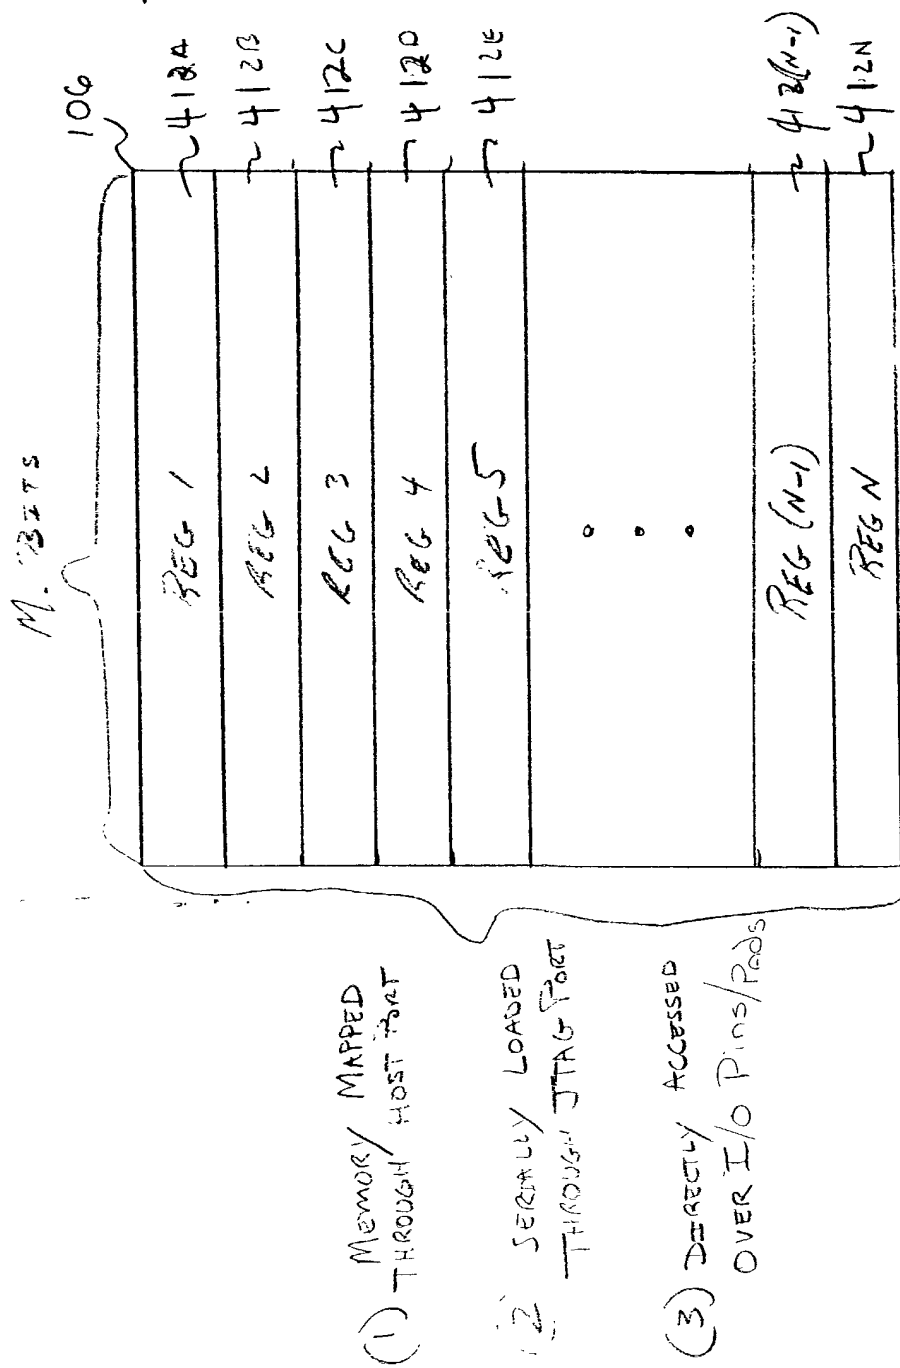 M. BITS
106
REG 1
412A
REG 2
412B
REG 3
412C
REG 4
412D
REG 5
412E
REG (N-1)
412(N-1)
REG N
412N
(1) MEMORY MAPPED
THROUGH HOST PORT
(2) SERIALLY LOADED
THROUGH JTAG PORT
(3) DIRECTLY ACCESSED
OVER I/O Pins/Pads